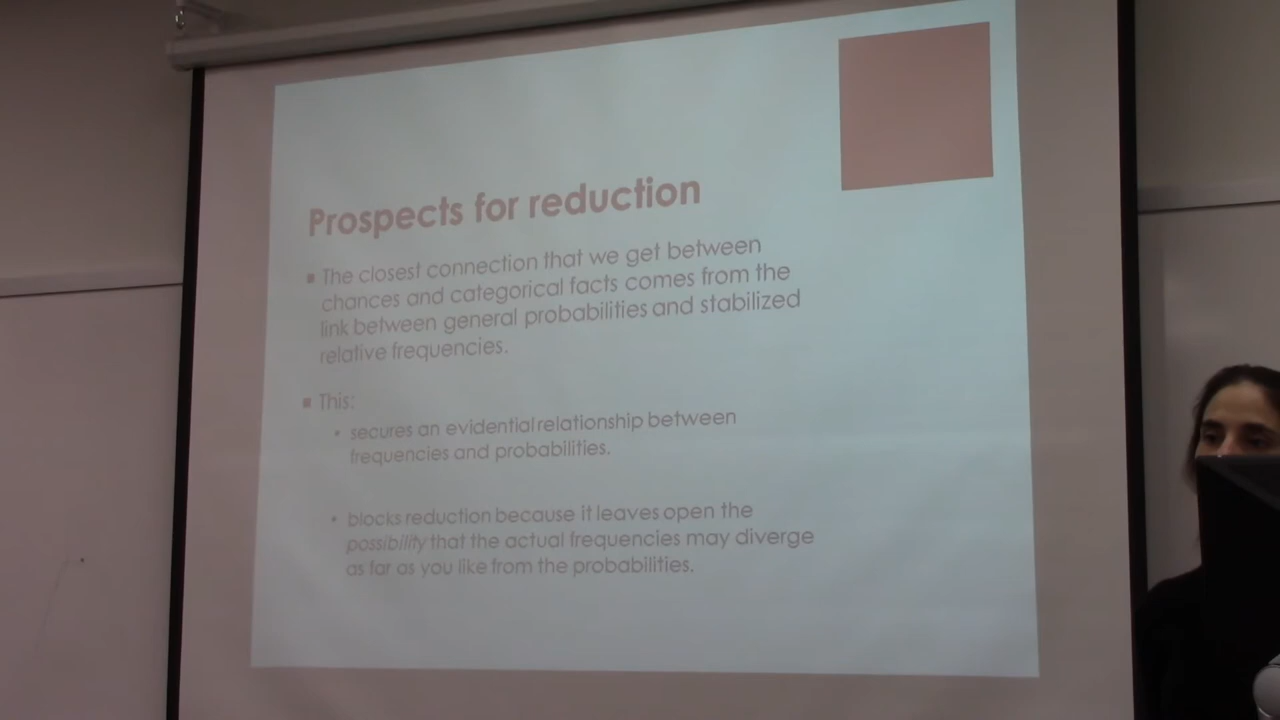 Prospects for reduction
▪ The closest connection that we get between
chances and categorical facts comes from the
link between general probabilities and stabilized
relative frequencies.
▪ This:
• secures an evidential relationship between
frequencies and probabilities.
• blocks reduction because it leaves open the
possibility that the actual frequencies may diverge
as far as you like from the probabilities.